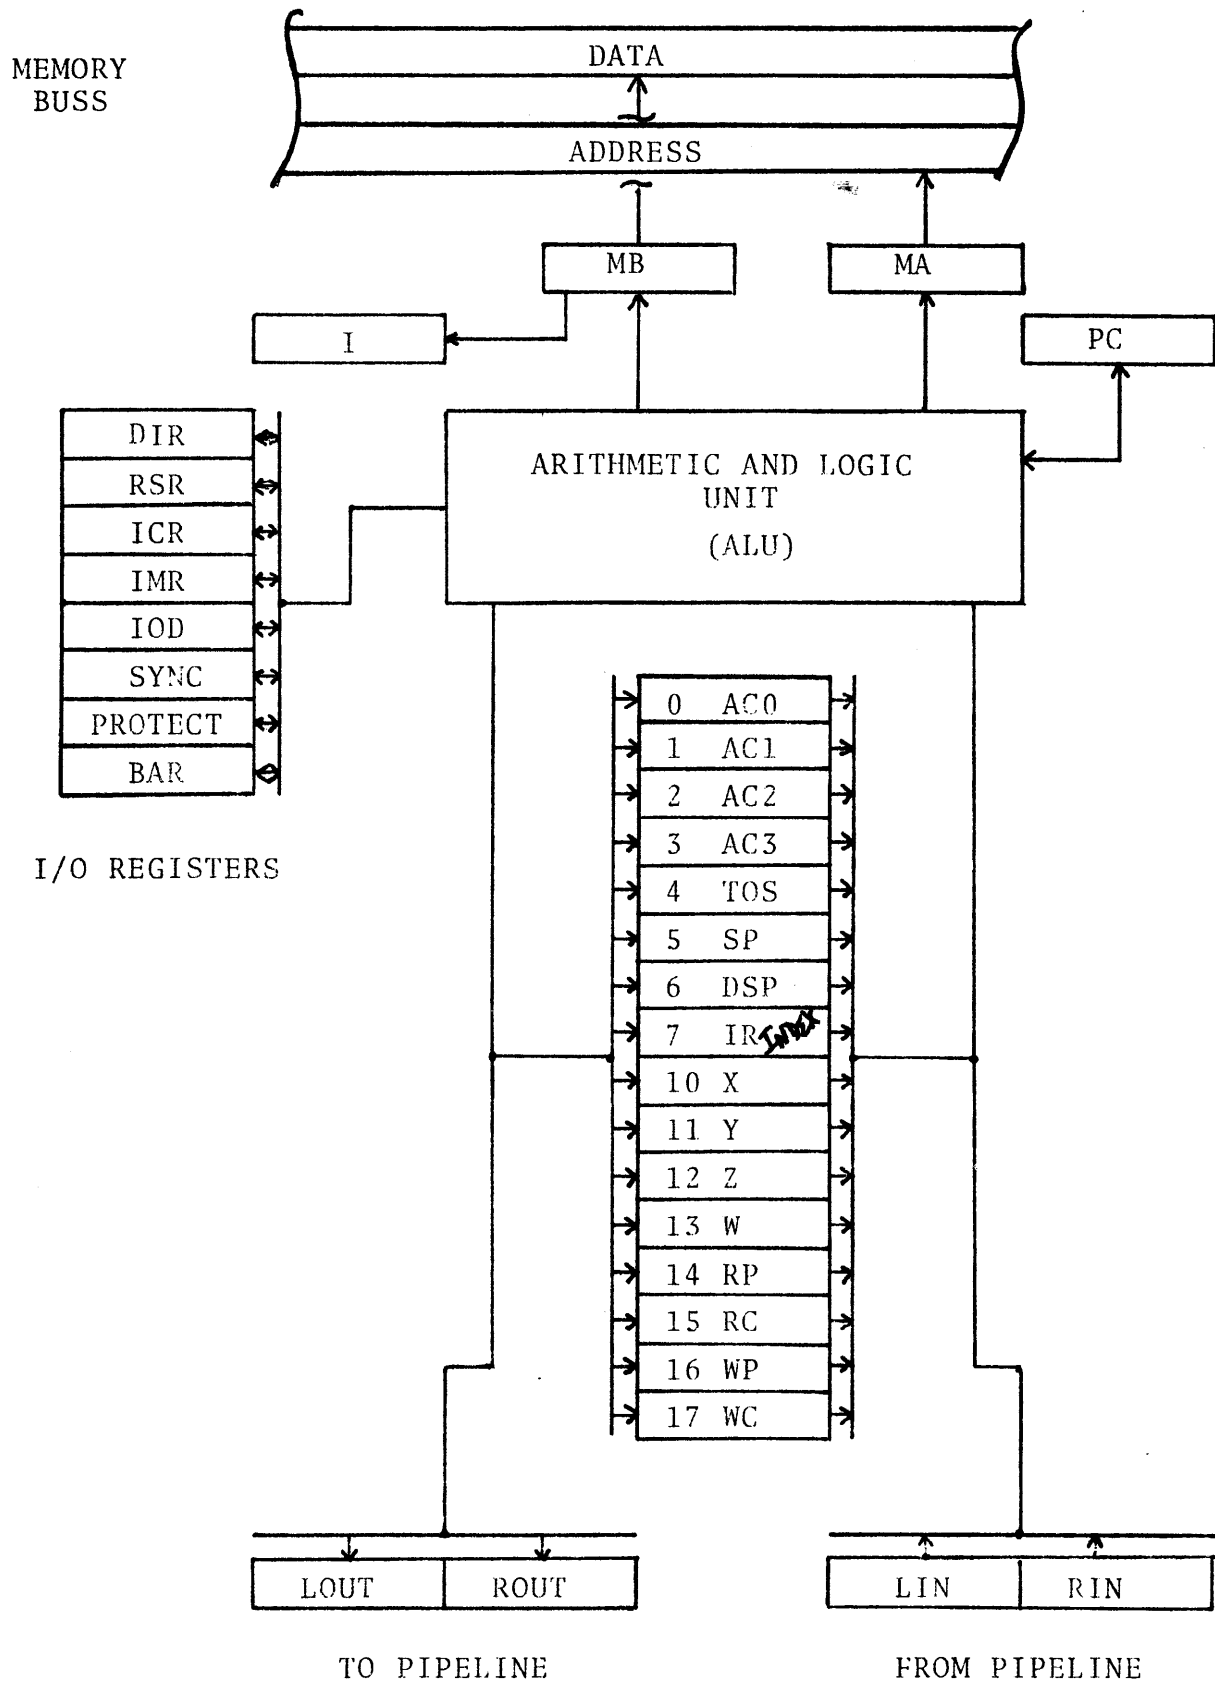 MEMORY
BUSS
DATA
ADDRESS
MB
MA
I
PC
DIR
RSR
ICR
IMR
IOD
SYNC
PROTECT
BAR
I/O REGISTERS
ARITHMETIC AND LOGIC
UNIT
(ALU)
0 AC0
1 AC1
2 AC2
3 AC3
4 TOS
5 SP
6 DSP
7 IR INDEX
10 X
11 Y
12 Z
13 W
14 RP
15 RC
16 WP
17 WC
LOUT
ROUT
LIN
RIN
TO PIPELINE
FROM PIPELINE